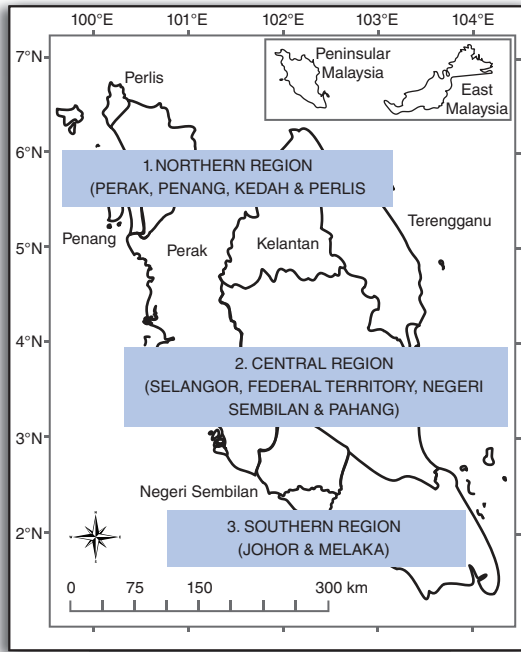 100°E 101°E 102°E 103°E 104°E
7°N
Peninsular
Malaysia
East
Malaysia
Perlis
6°N
1. NORTHERN REGION
(PERAK, PENANG, KEDAH & PERLIS
Terengganu
Penang
Perak
Kelantan
5°N
4°N
2. CENTRAL REGION
(SELANGOR, FEDERAL TERRITORY, NEGERI
SEMBILAN & PAHANG)
3°N
Negeri Sembilan
2°N
3. SOUTHERN REGION
(JOHOR & MELAKA)
0 75 150 300 km